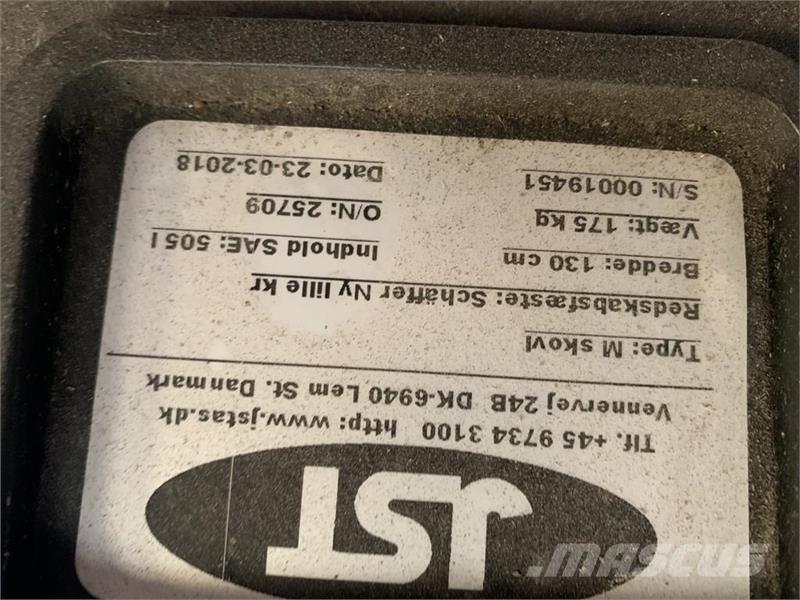 JST
Tlf. +45 9734 3100 http: www.jstas.dk
Vennervej 24B DK-6940 Lem St. Danmark
Type: M skovl
Redskabsfæste: Schäffer Ny lille kr
Bredde: 130 cm Indhold SAE: 505 l
Vægt: 175 kg O/N: 25709
S/N: 00019451 Dato: 23-03-2018
MASCUS